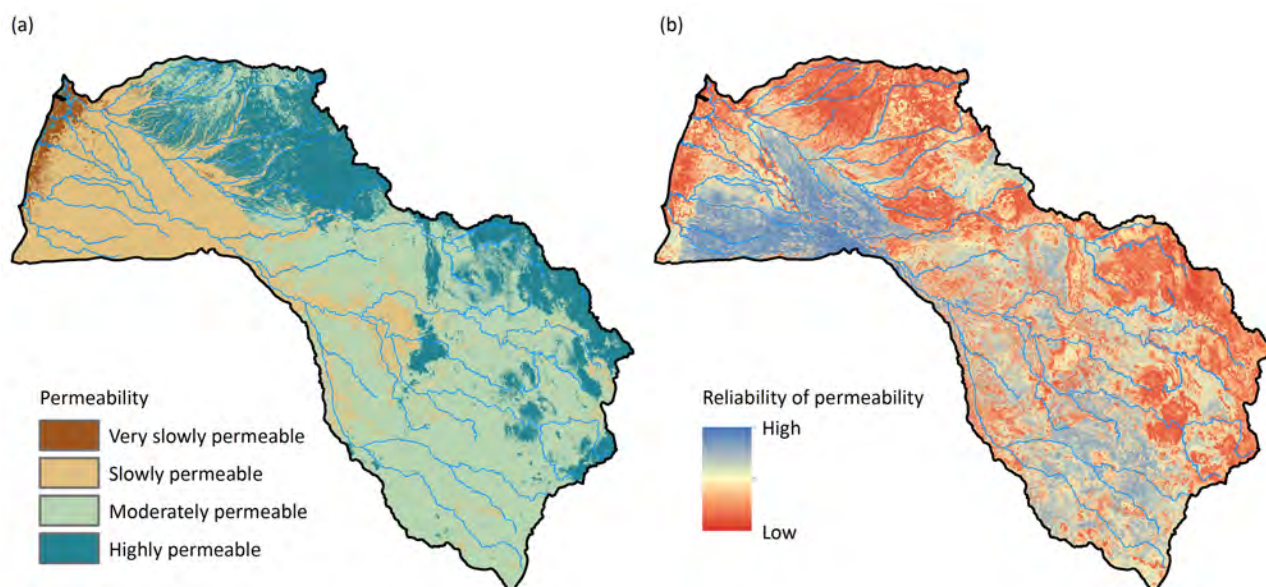 (a)
(b)
Permeability
Very slowly permeable
Slowly permeable
Moderately permeable
Highly permeable
Reliability of permeability
High
Low